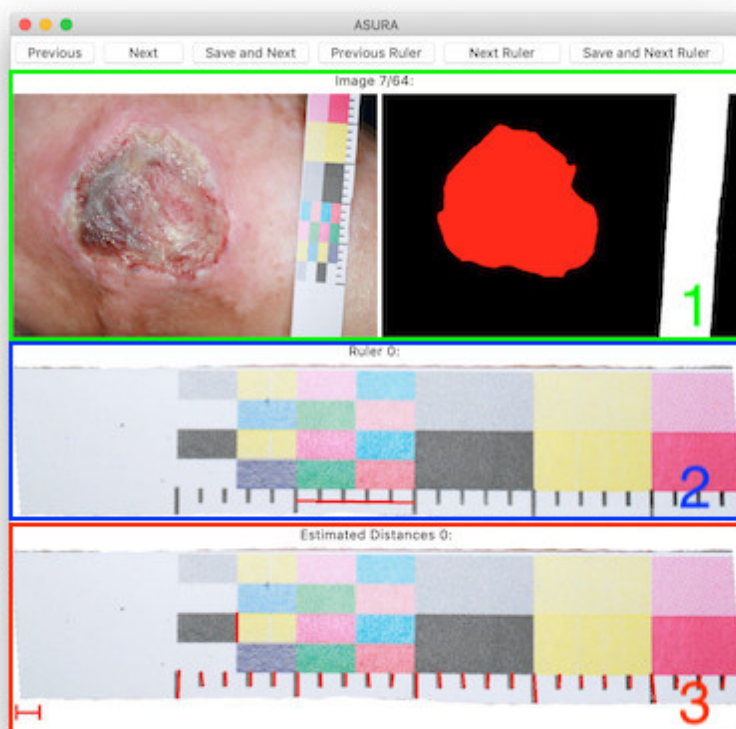 ASURA
Previous Next Save and Next Previous Ruler Next Ruler Save and Next Ruler
Image 7/64:
1
Ruler 0:
2
Estimated Distances 0:
3